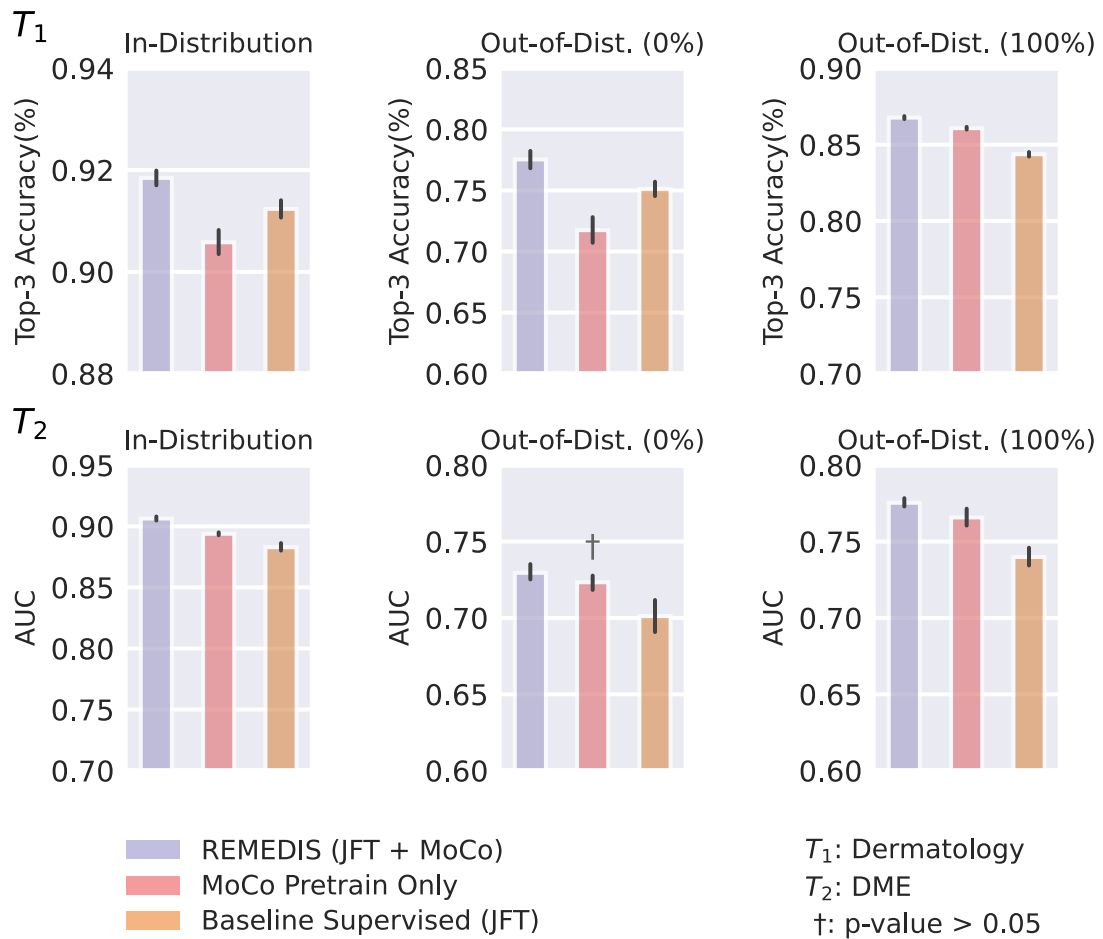 T1
In-Distribution
Out-of-Dist. (0%)
Out-of-Dist. (100%)
Top-3 Accuracy(%)
0.94
0.92
0.90
0.88
Top-3 Accuracy(%)
0.85
0.80
0.75
0.70
0.65
0.60
Top-3 Accuracy(%)
0.90
0.85
0.80
0.75
0.70
T2
In-Distribution
Out-of-Dist. (0%)
Out-of-Dist. (100%)
AUC
0.95
0.90
0.85
0.80
0.75
0.70
AUC
0.80
0.75
0.70
0.65
0.60
†
AUC
0.80
0.75
0.70
0.65
0.60
REMEDIS (JFT + MoCo)
MoCo Pretrain Only
Baseline Supervised (JFT)
T1: Dermatology
T2: DME
†: p-value > 0.05